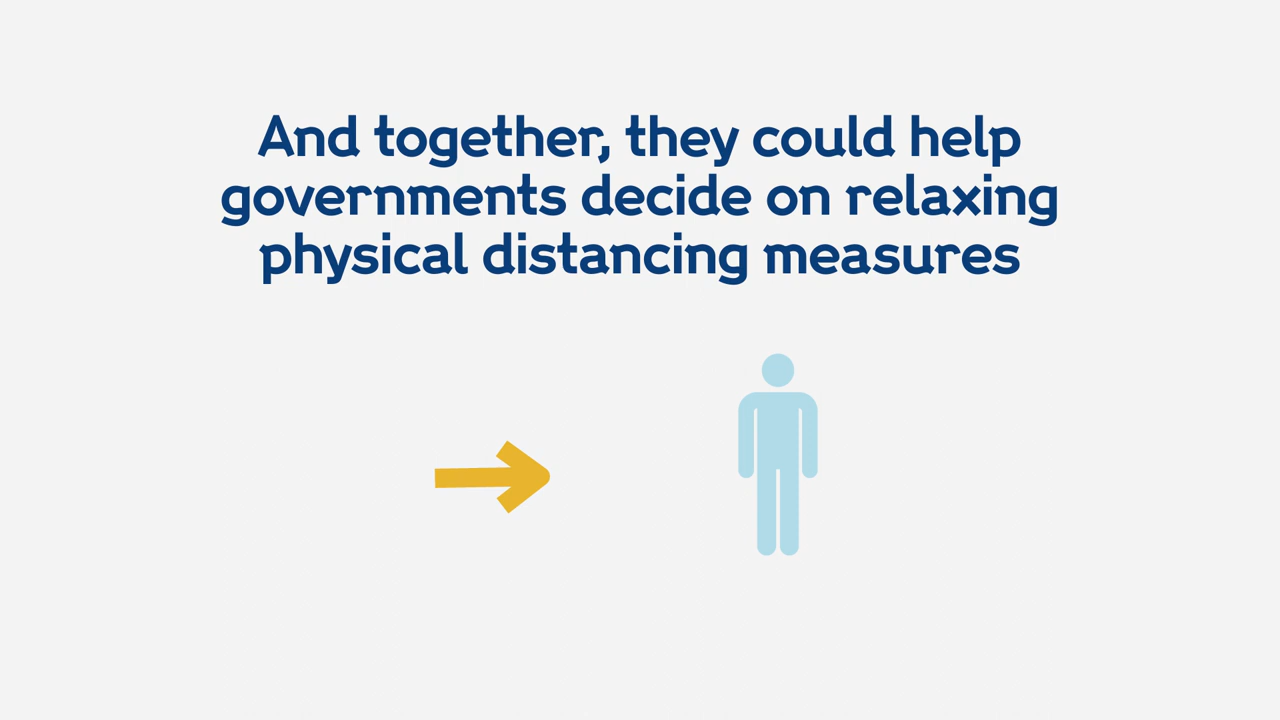 And together, they could help
governments decide on relaxing
physical distancing measures